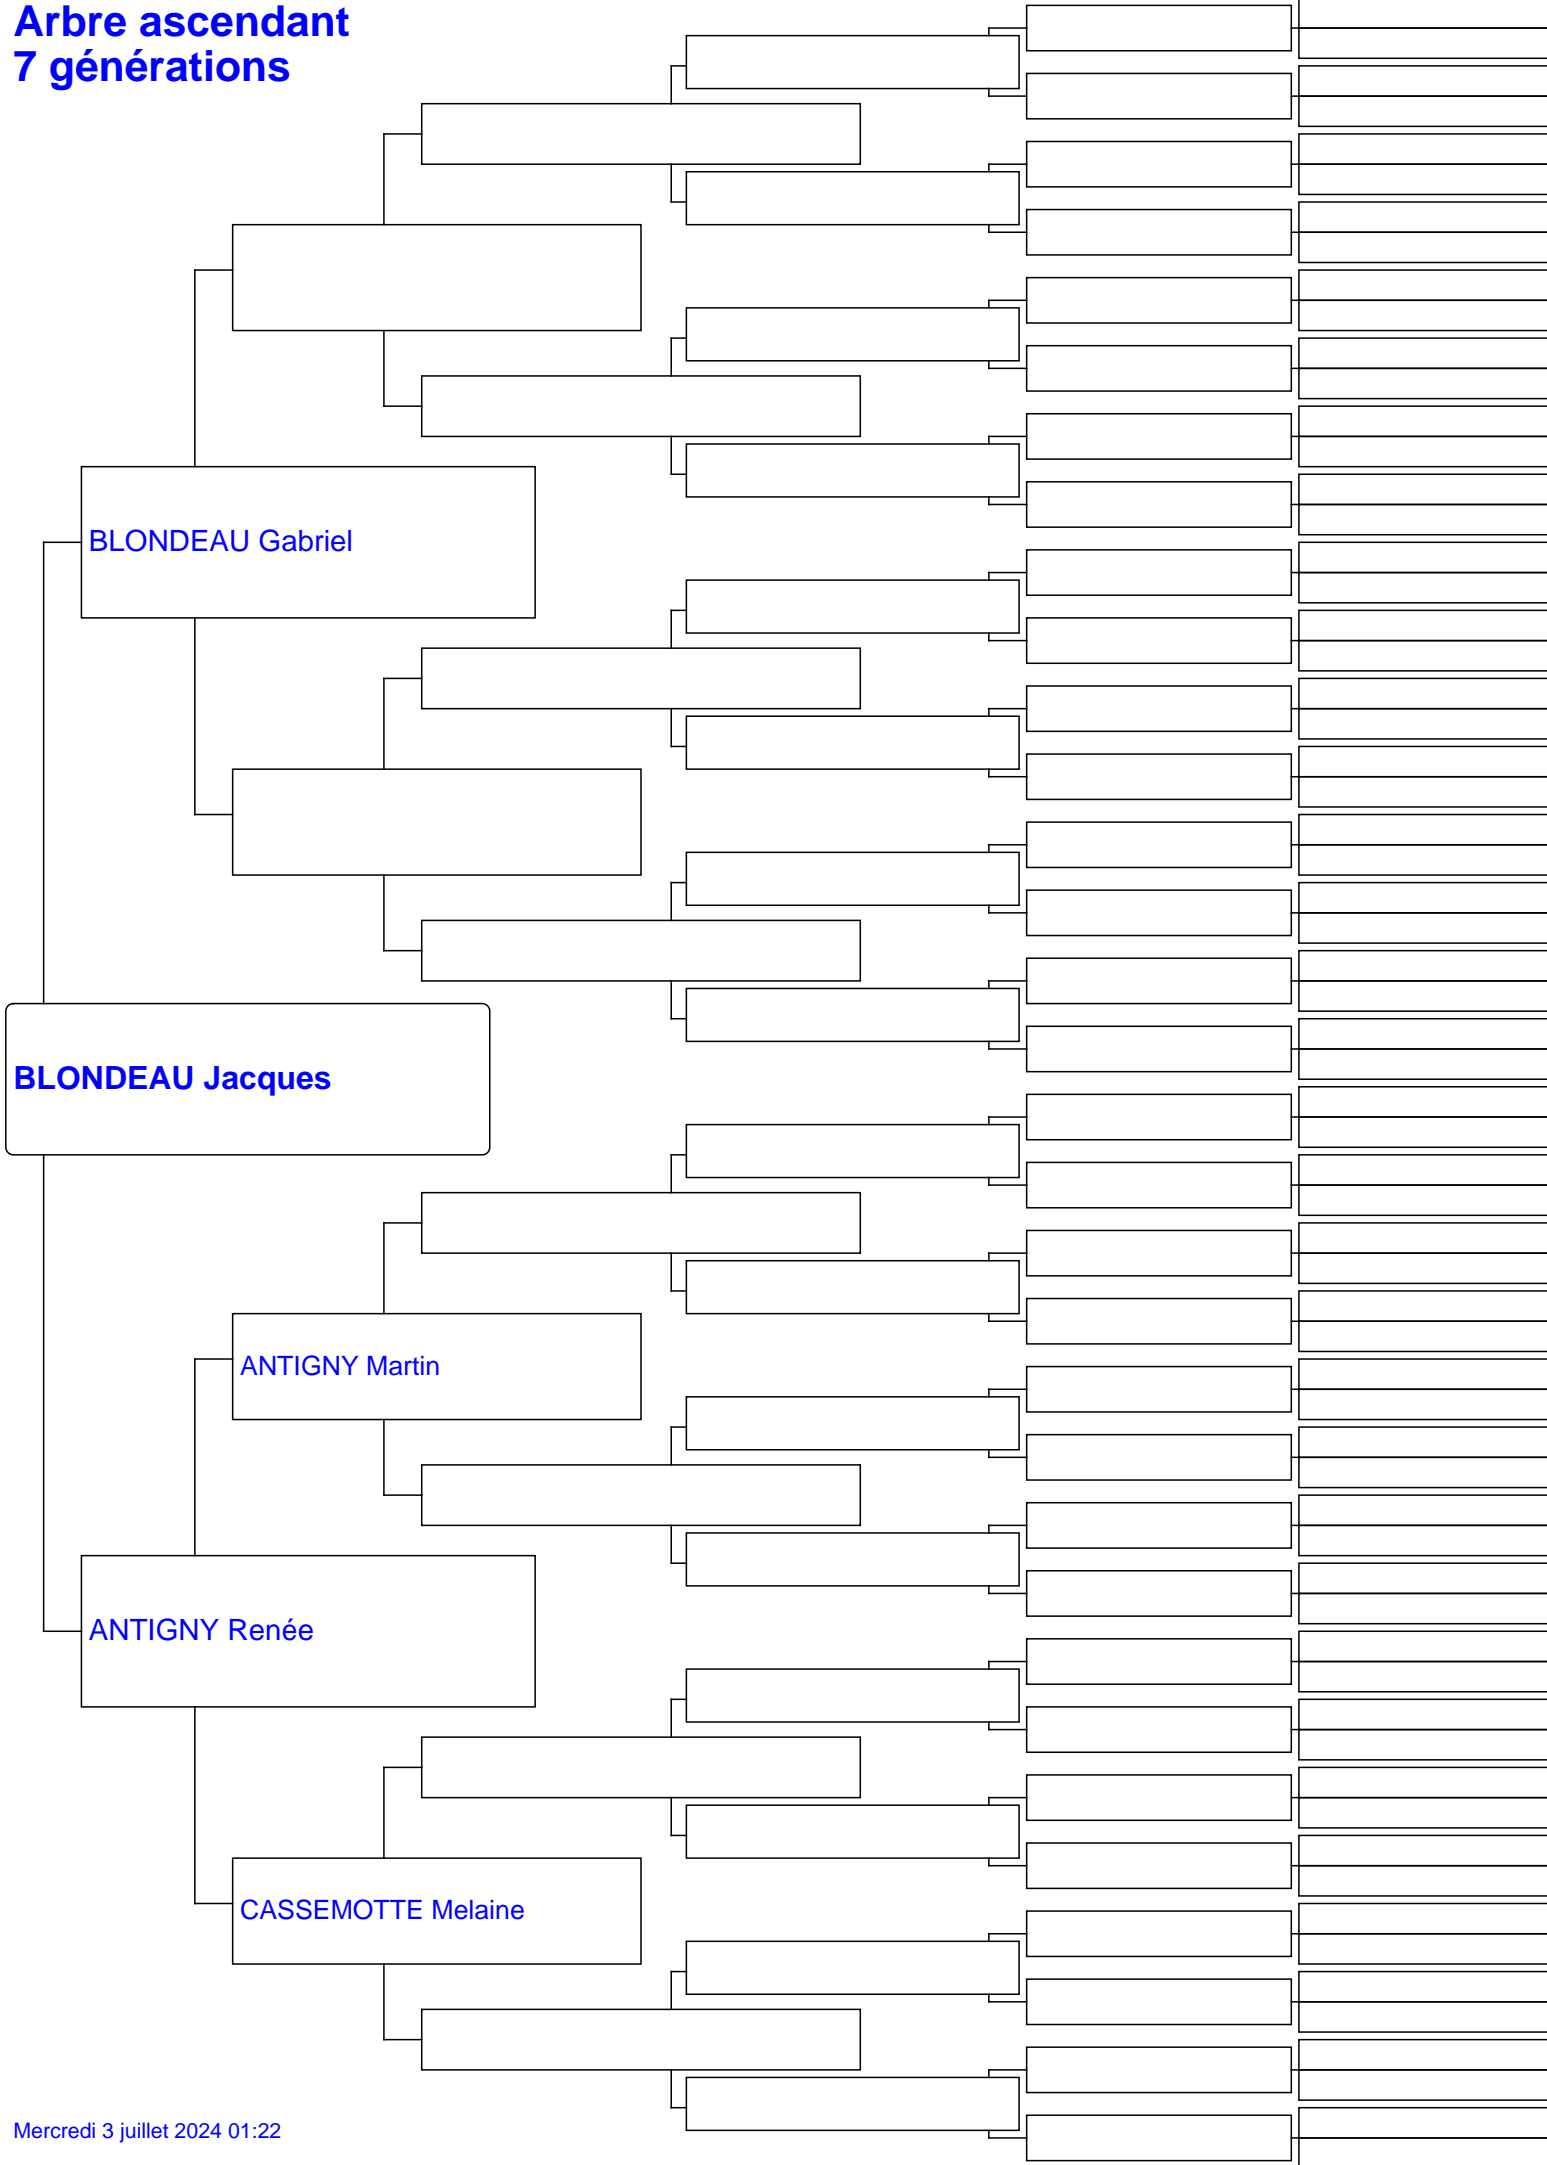 Arbre ascendant
7 générations
BLONDEAU Gabriel
BLONDEAU Jacques
ANTIGNY Martin
ANTIGNY Renée
CASSEMOTTE Melaine
Mercredi 3 juillet 2024 01:22